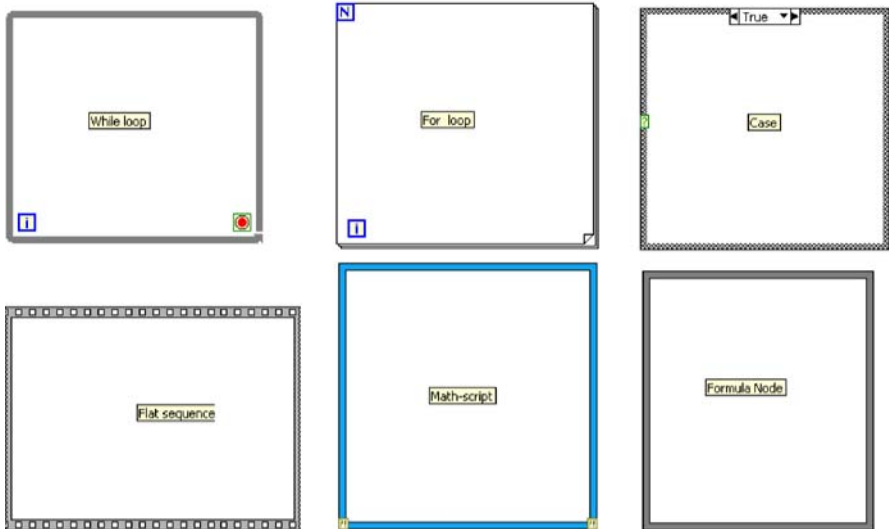 N
True
While loop
For loop
?
Case
i
i
Flat sequence
Math-script
Formula Node